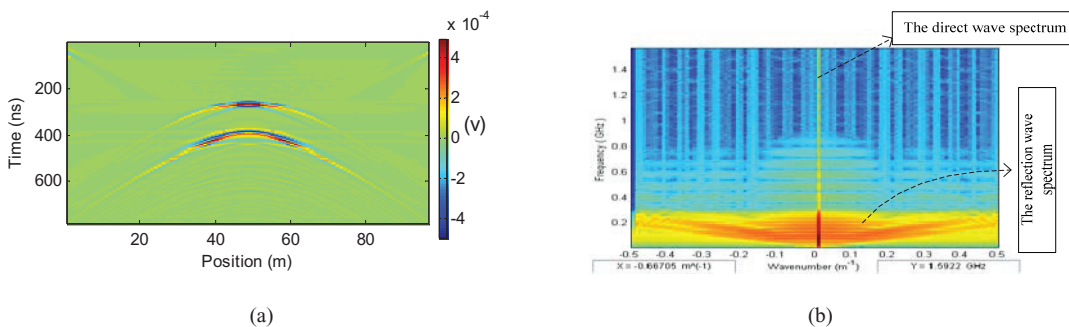 x 10^-4
4
2
0
-2
-4
(v)
Time (ns)
200
400
600
20
40
60
80
Position (m)
(a)
The direct wave spectrum
The reflection wave
spectrum
Frequency (GHz)
1.4
1.2
1
0.8
0.6
0.4
0.2
-0.5
-0.4
-0.3
-0.2
-0.1
0
0.1
0.2
0.3
0.4
0.5
X = -0.66705 m^(-1)
Wavenumber (m^-1)
Y = 1.5922 GHz
(b)